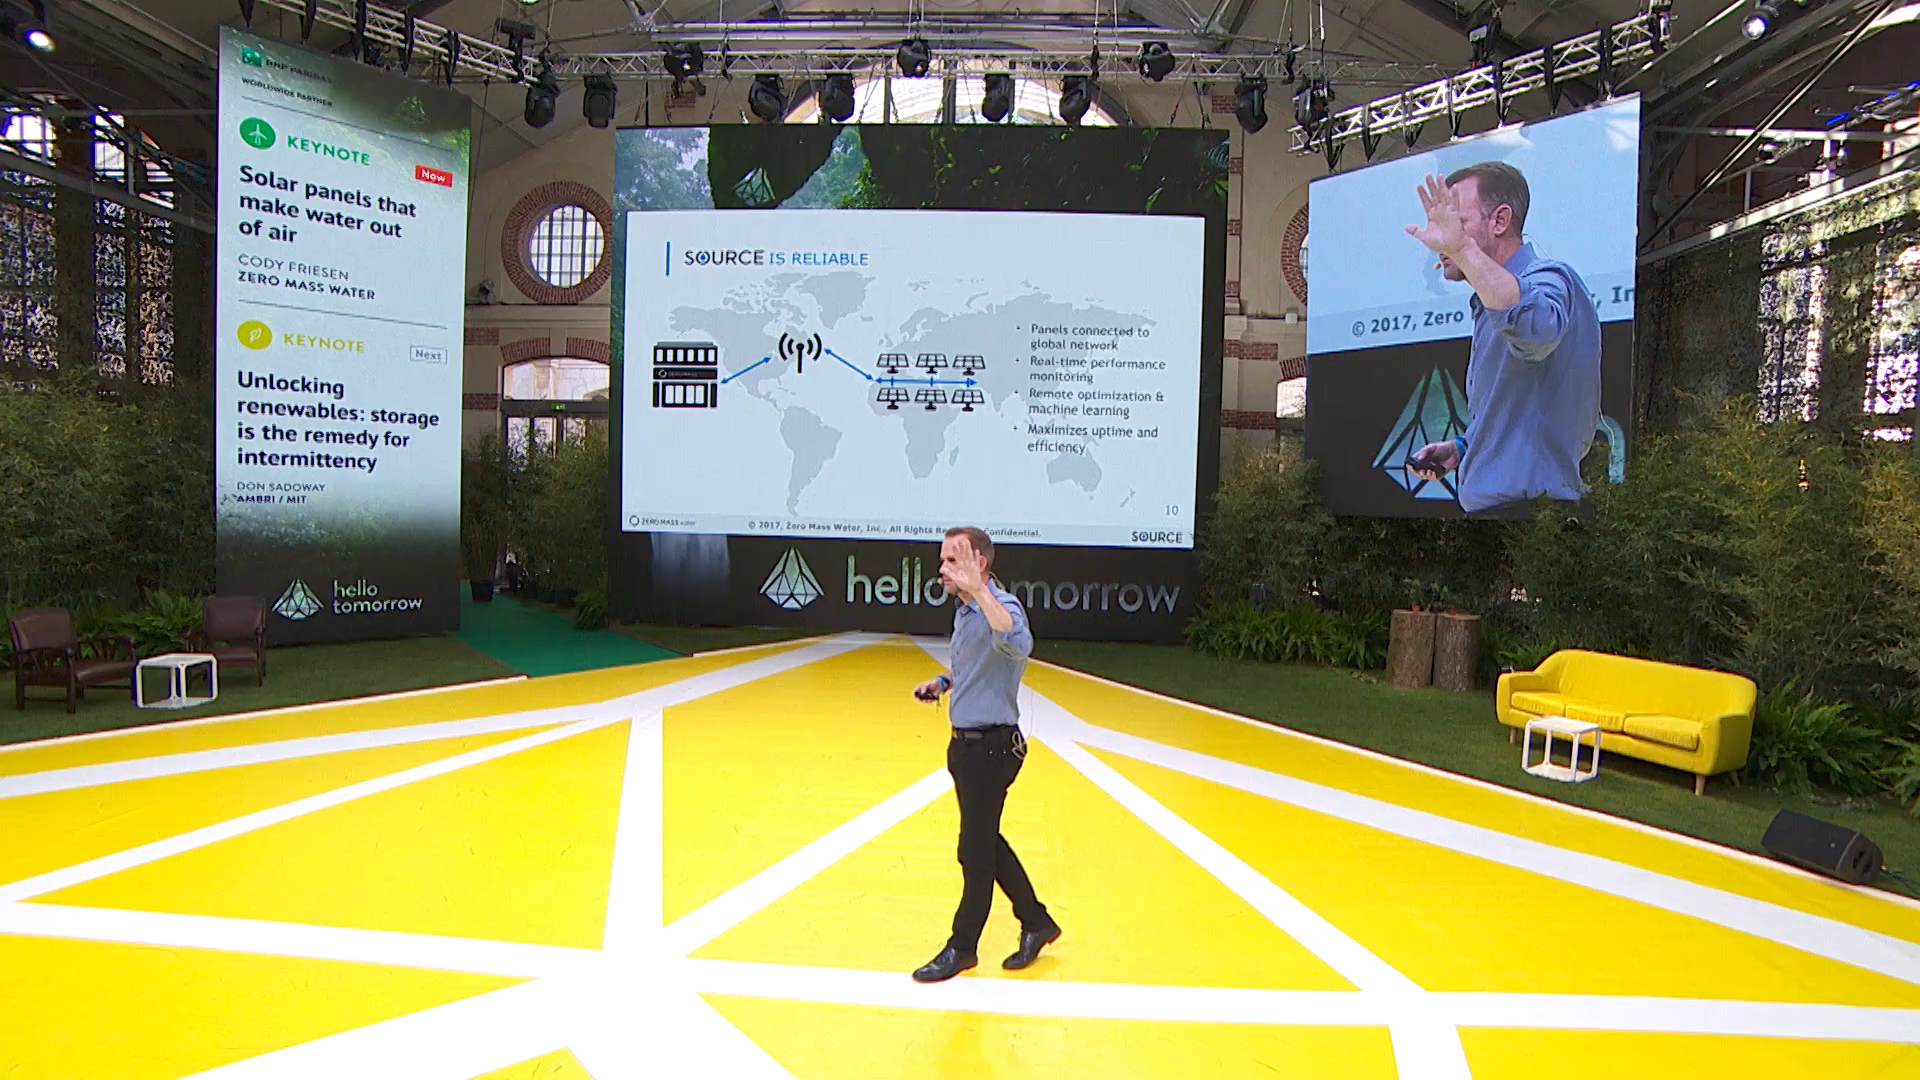 BNP PARIBAS
WORLDWIDE PARTNER
KEYNOTE
Now
Solar panels that
make water out
of air
CODY FRIESEN
ZERO MASS WATER
KEYNOTE
Next
Unlocking
renewables: storage
is the remedy for
intermittency
DON SADOWAY
AMBRI / MIT
hello
tomorrow
SOURCE IS RELIABLE
• Panels connected to
global network
• Real-time performance
monitoring
• Remote optimization &
machine learning
• Maximizes uptime and
efficiency
10
ZERO MASS water
© 2017, Zero Mass Water, Inc., All Rights Confidential.
SOURCE
hello morrow
© 2017, Zero